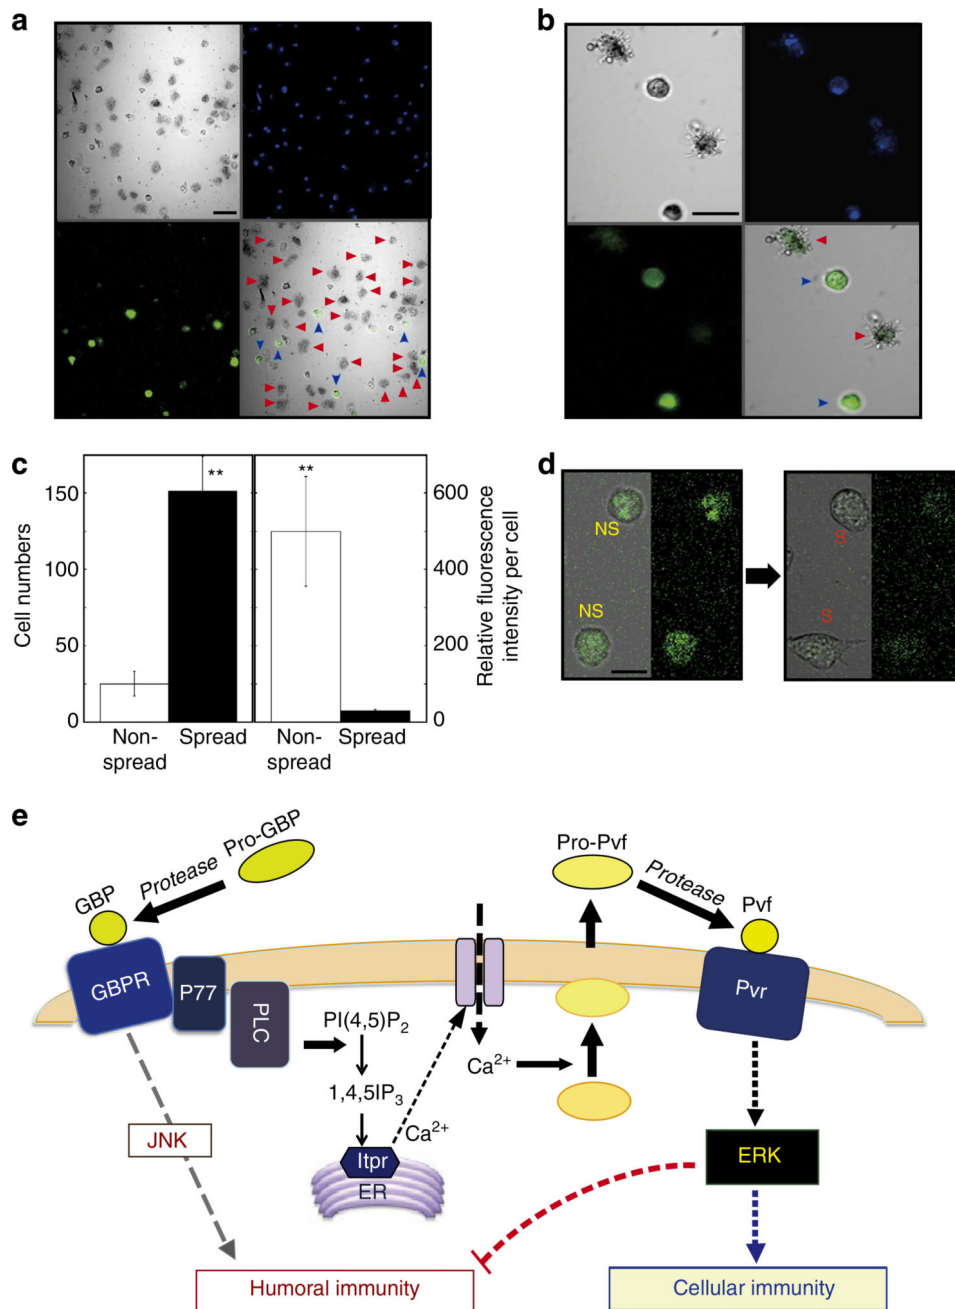 a
b
c
Cell numbers
150
100
50
0
**
**
600
400
200
0
Relative fluorescence
intensity per cell
Non-
spread
Spread
Non-
spread
Spread
d
NS
NS
S
S
e
Pro-GBP
Protease
GBP
GBPR
P77
PLC
PI(4,5)P2
1,4,5IP3
Itpr
ER
Ca2+
Ca2+
Pro-Pvf
Protease
Pvf
Pvr
JNK
ERK
Humoral immunity
Cellular immunity